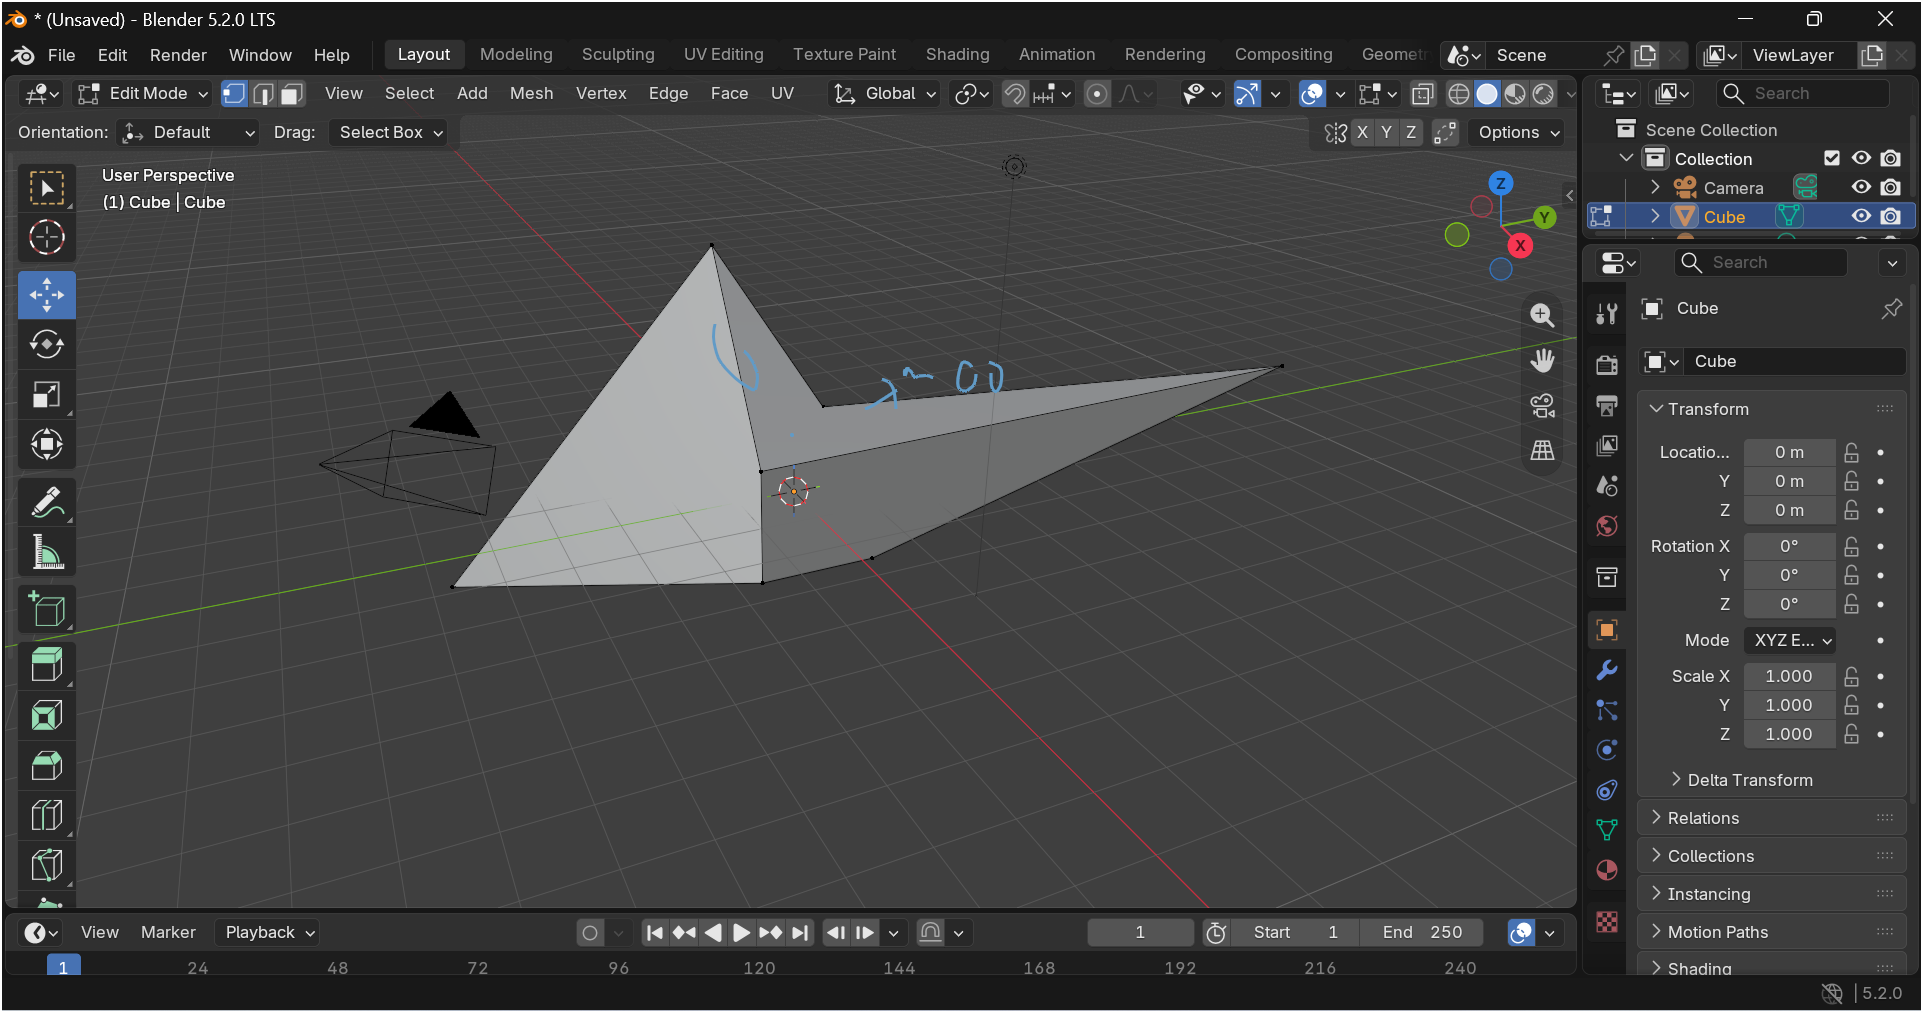 * (Unsaved) - Blender 5.2.0 LTS
File Edit Render Window Help Layout Modeling Sculpting UV Editing Texture Paint Shading Animation Rendering Compositing Scene ViewLayer
Edit Mode View Select Add Mesh Vertex Edge Face UV Global Search
Orientation: Default Drag: Select Box X Y Z Options
Scene Collection
Collection
Camera
Cube
User Perspective
(1) Cube | Cube
Z
Y
X
Search
Cube
Cube
Transform
Locatio... 0 m
Y 0 m
Z 0 m
Rotation X 0°
Y 0°
Z 0°
Mode XYZ E...
Scale X 1.000
Y 1.000
Z 1.000
Delta Transform
Relations
Collections
Instancing
Motion Paths
Shading
View Marker Playback 1 Start 1 End 250
1 24 48 72 96 120 144 168 192 216 240
5.2.0